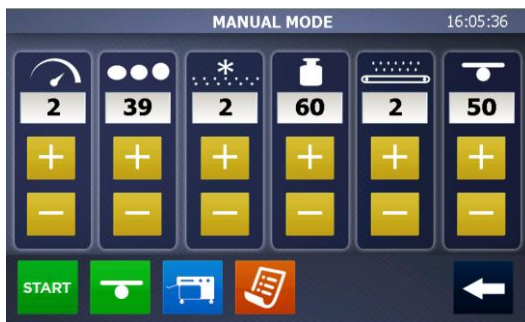 MANUAL MODE 16:05:36
2 39 2 60 2 50
+ + + + + +
- - - - - -
START